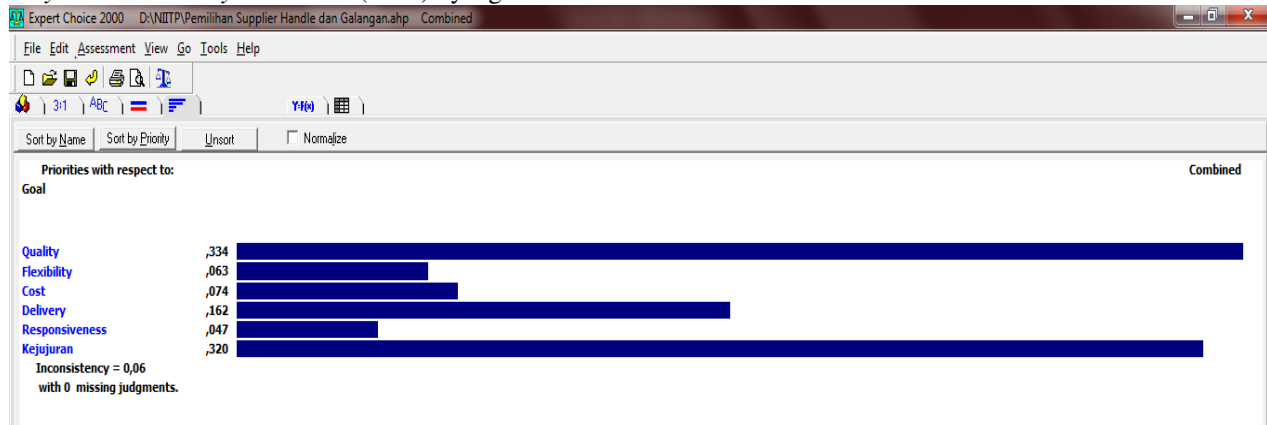 Expert Choice 2000 D:\NIITP\Pemilihan Supplier Handle dan Galangan.ahp Combined
File Edit Assessment View Go Tools Help
3:1 ABC Y:f(x)
Sort by Name Sort by Priority Unsort Normalize
Priorities with respect to: Combined
Goal
Quality ,334
Flexibility ,063
Cost ,074
Delivery ,162
Responsiveness ,047
Kejujuran ,320
Inconsistency = 0,06
with 0 missing judgments.